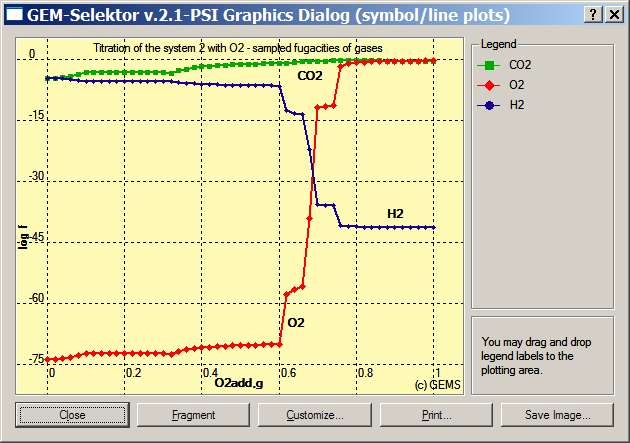 GEM-Selektor v.2.1-PSI Graphics Dialog (symbol/line plots)
Titration of the system 2 with O2 - sampled fugacities of gases
0
-15
-30
-45
-60
-75
log f
CO2
H2
O2
0
0.2
0.4
0.6
0.8
1
O2add,g
(c) GEMS
Legend
CO2
O2
H2
You may drag and drop
legend labels to the
plotting area.
Close
Fragment
Customize...
Print...
Save Image...